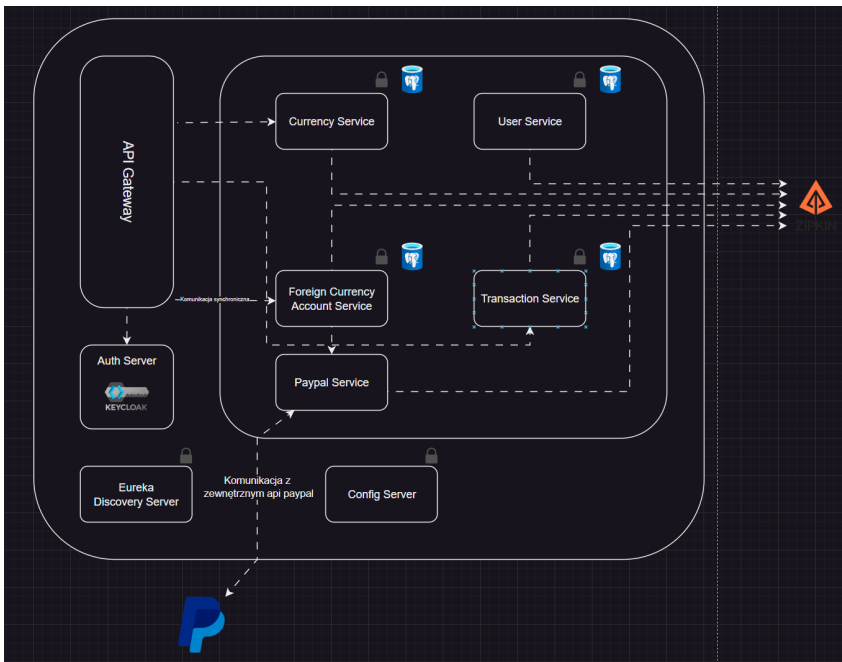 API Gateway
Currency Service
User Service
ZIPKIN
Komunikacja synchroniczna
Foreign Currency
Account Service
Transaction Service
Auth Server
KEYCLOAK
Paypal Service
Eureka
Discovery Server
Komunikacja z
zewnętrznym api paypal
Config Server